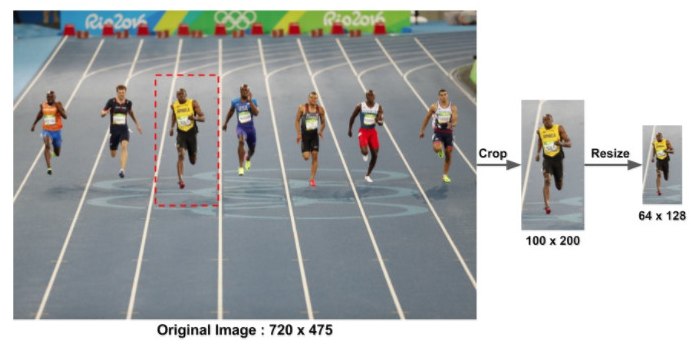 Rio2016
Rio2016
Crop
Resize
100 x 200
64 x 128
Original Image : 720 x 475